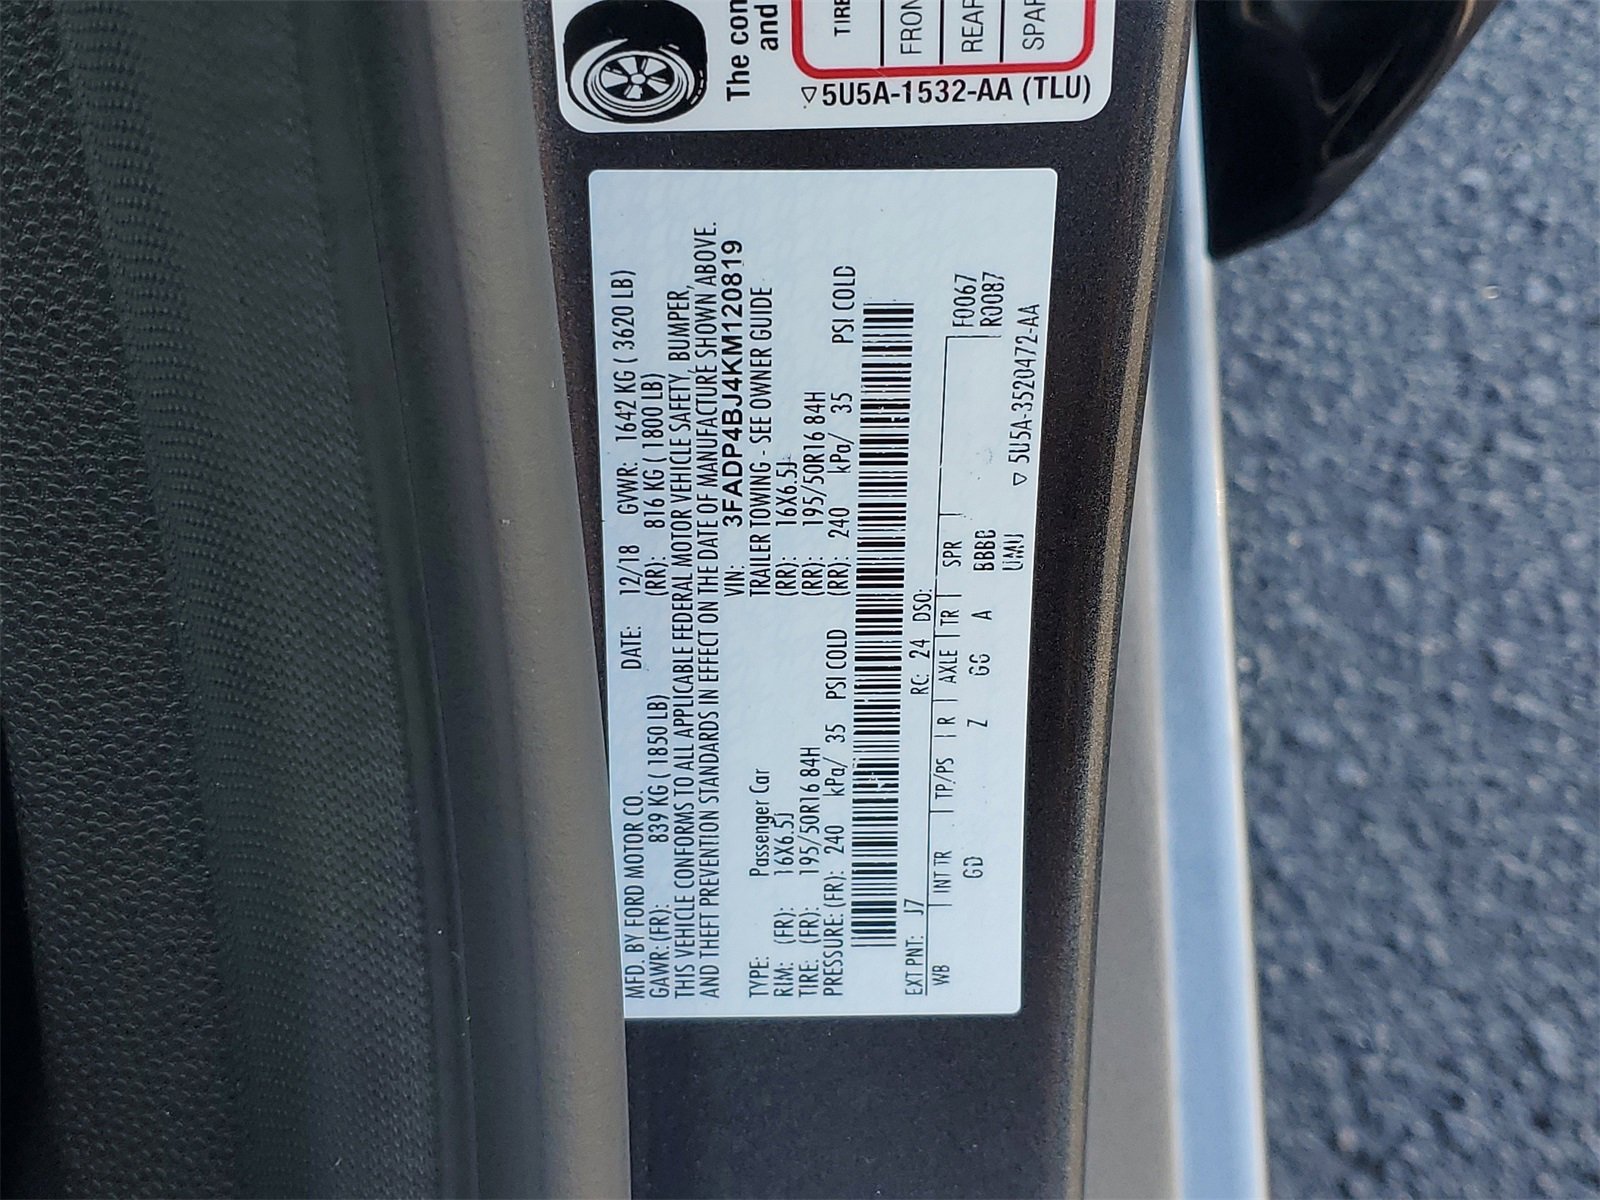 The con
and
TIRE
FRON
REAR
SPAR
5U5A-1532-AA (TLU)
MFD. BY FORD MOTOR CO. DATE: 12/18 GVWR: 1642 KG ( 3620 LB)
GAWR: (FR): 839 KG ( 1850 LB) (RR): 816 KG ( 1800 LB)
THIS VEHICLE CONFORMS TO ALL APPLICABLE FEDERAL MOTOR VEHICLE SAFETY, BUMPER,
AND THEFT PREVENTION STANDARDS IN EFFECT ON THE DATE OF MANUFACTURE SHOWN ABOVE.
VIN: 3FADP4BJ4KM120819
TYPE: Passenger Car TRAILER TOWING - SEE OWNER GUIDE
RIM: (FR): 16X6.5J (RR): 16X6.5J
TIRE: (FR): 195/50R16 84H (RR): 195/50R16 84H
PRESSURE: (FR): 240 kPa/ 35 PSI COLD (RR): 240 kPa/ 35 PSI COLD
EXT PNT: J7 RC: 24 DSO:
WB INT TR TP/PS R AXLE TR SPR F0067
GD Z GG A BBBB R0087
UMU
5U5A-3520472-AA